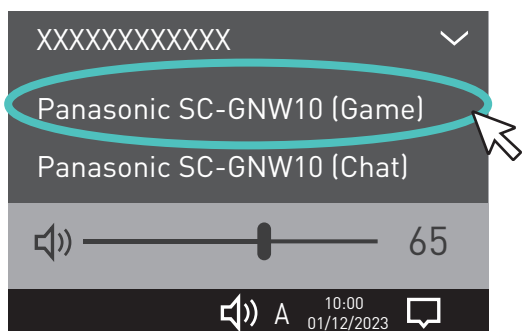 XXXXXXXXXXXX
Panasonic SC-GNW10 (Game)
Panasonic SC-GNW10 (Chat)
65
A
10:00
01/12/2023